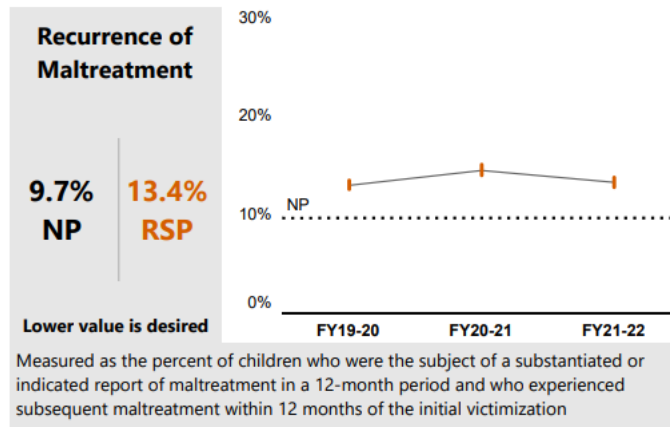 Recurrence of
Maltreatment
9.7%
NP
13.4%
RSP
Lower value is desired
30%
20%
10%
0%
NP
FY19-20
FY20-21
FY21-22
Measured as the percent of children who were the subject of a substantiated or
indicated report of maltreatment in a 12-month period and who experienced
subsequent maltreatment within 12 months of the initial victimization